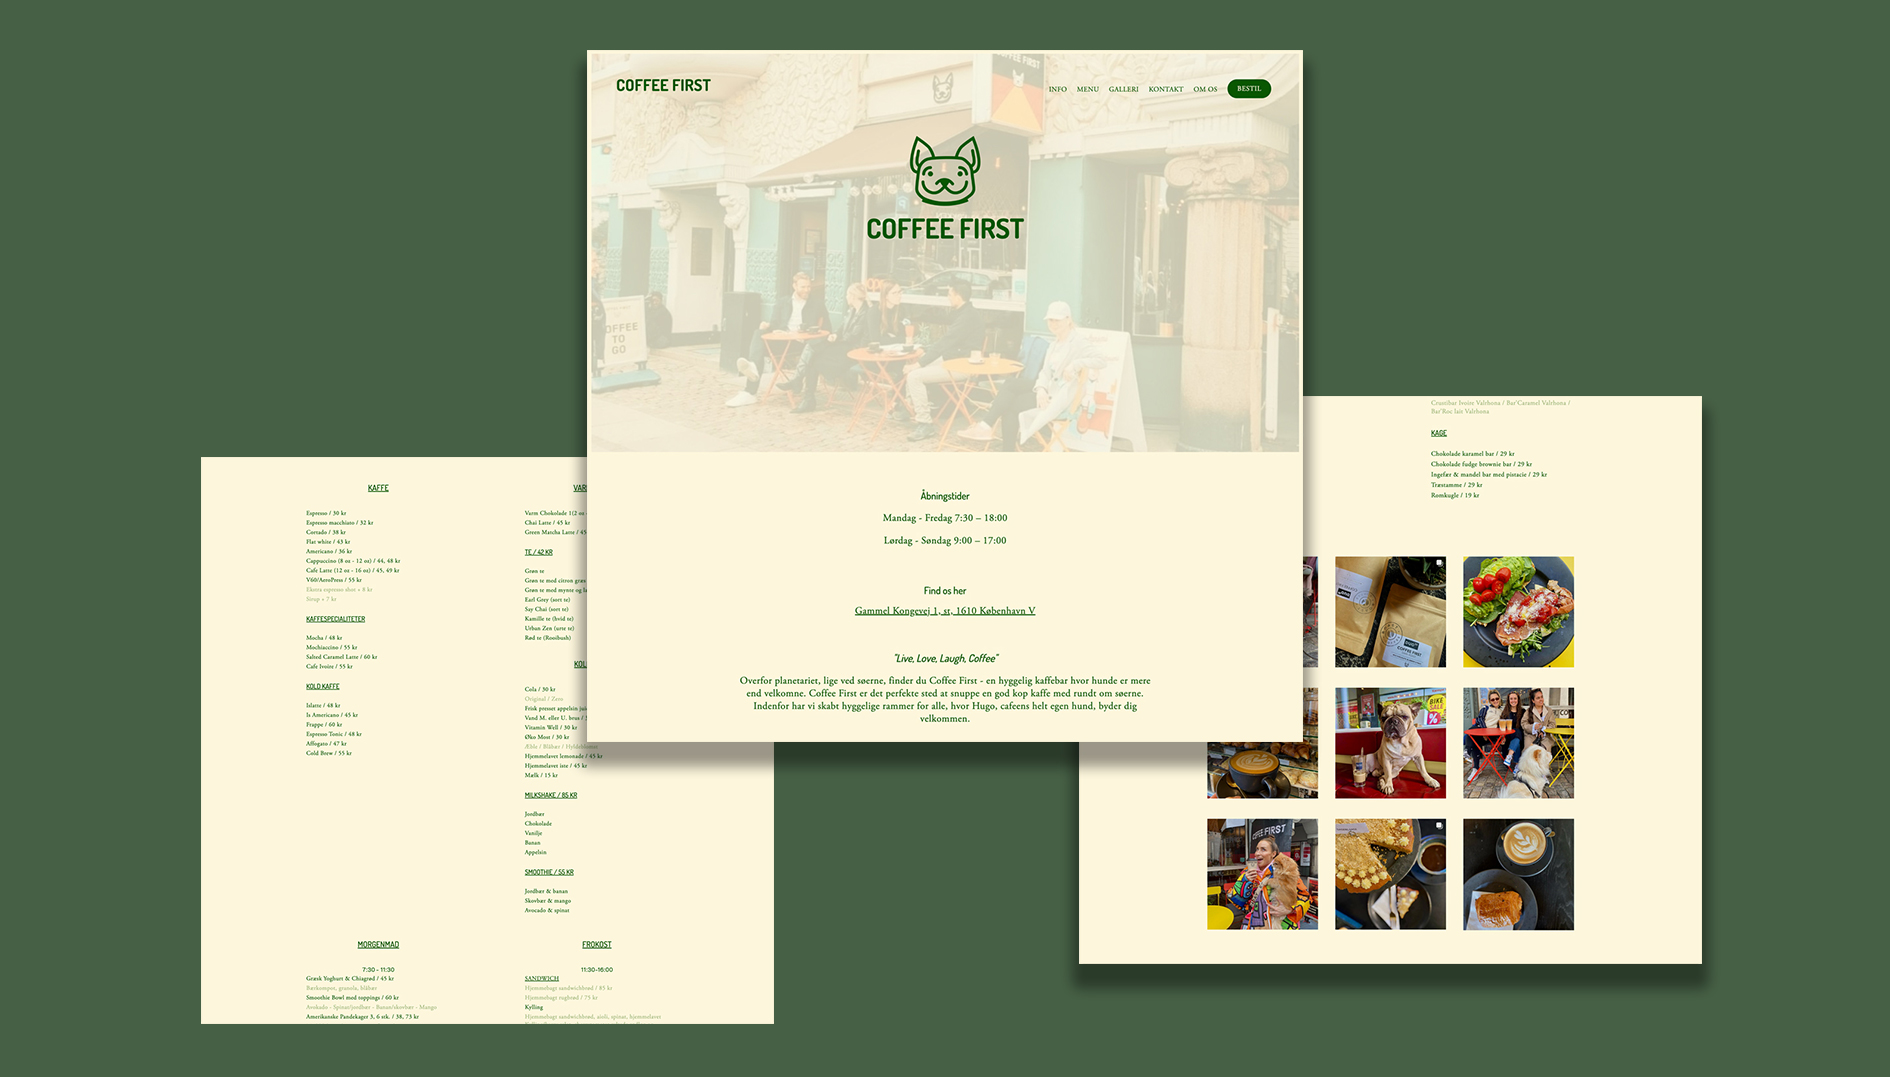 COFFEE FIRST
INFO MENU GALLERI KONTAKT OM OS BESTIL
COFFEE FIRST
COFFEE
TO
GO
Åbningstider
Mandag - Fredag 7:30 – 18:00
Lørdag - Søndag 9:00 – 17:00
Find os her
Gammel Kongevej 1, st, 1610 København V
"Live, Love, Laugh, Coffee"
Overfor planetariet, lige ved søerne, finder du Coffee First - en hyggelig kaffebar hvor hunde er mere
end velkomne. Coffee First er det perfekte sted at snuppe en god kop kaffe med rundt om søerne.
Indenfor har vi skabt hyggelige rammer for alle, hvor Hugo, cafeens helt egen hund, byder dig
velkommen.
KAFFE
Espresso / 30 kr
Espresso macchiato / 32 kr
Cortado / 38 kr
Flat white / 43 kr
Americano / 36 kr
Cappuccino (8 oz - 12 oz) / 44, 48 kr
Cafe Latte (12 oz - 16 oz) / 45, 49 kr
V60/AeroPress / 55 kr
Ekstra espresso shot + 8 kr
Sirup + 7 kr
KAFFESPECIALITETER
Mocha / 48 kr
Mochiaccino / 55 kr
Salted Caramel Latte / 60 kr
Cafe Ivoire / 55 kr
KOLD KAFFE
Islatte / 48 kr
Is Americano / 45 kr
Frappe / 60 kr
Espresso Tonic / 48 kr
Affogato / 47 kr
Cold Brew / 55 kr
VAR
Varm Chokolade 1(2 oz -
Chai Latte / 45 kr
Green Matcha Latte / 45
TE / 42 KR
Grøn te
Grøn te med citron græs
Grøn te med mynte og la
Earl Grey (sort te)
Say Chai (sort te)
Kamille te (hvid te)
Urban Zen (urte te)
Rød te (Rooibush)
KOL
Cola / 30 kr
Original / Zero
Frisk presset appelsin jui
Vand M. eller U. brus /
Vitamin Well / 30 kr
Øko Most / 30 kr
Æble / Blåbær / Hyldeblomst
Hjemmelavet lemonade / 45 kr
Hjemmelavet iste / 45 kr
Mælk / 15 kr
MILKSHAKE / 85 KR
Jordbær
Chokolade
Vanilje
Banan
Appelsin
SMOOTHIE / 55 KR
Jordbær & banan
Skovbær & mango
Avocado & spinat
MORGENMAD
7:30 - 11:30
Græsk Yoghurt & Chiagrød / 45 kr
Bærkompot, granola, blåbær
Smoothie Bowl med toppings / 60 kr
Avokado - Spinat/jordbær - Banan/skovbær - Mango
Amerikanske Pandekager 3, 6 stk. / 38, 73 kr
FROKOST
11:30-16:00
SANDWICH
Hjemmebagt sandwichbrød / 85 kr
Hjemmebagt rugbrød / 75 kr
Kylling
Hjemmebagt sandwichbrød, aioli, spinat, hjemmelavet
Crustibar Ivoire Valrhona / Bar'Caramel Valrhona /
Bar'Roc lait Valrhona
KAGE
Chokolade karamel bar / 29 kr
Chokolade fudge brownie bar / 29 kr
Ingefær & mandel bar med pistacie / 29 kr
Træstamme / 29 kr
Romkugle / 19 kr
COFFEE FIRST
BIKE
SALE
%